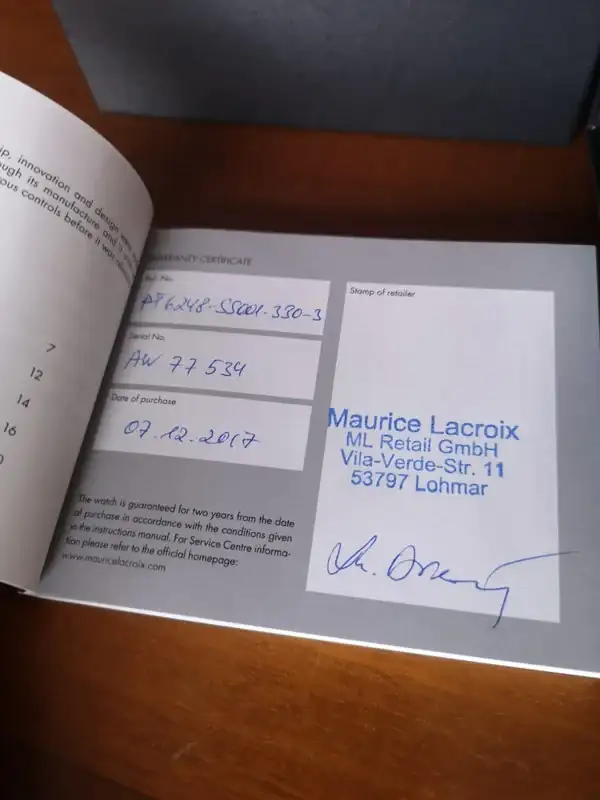 innovation and design
ough its manufacture and
ous controls before it was
7
12
14
16
WARRANTY CERTIFICATE
Ref. No.
PT6248-SS001-330-3
Serial No.
AW 77 534
Date of purchase
07.12.2017
The watch is guaranteed for two years from the date
of purchase in accordance with the conditions given
in the instructions manual. For Service Centre informa-
tion please refer to the official homepage:
www.mauricelacroix.com
Stamp of retailer
Maurice Lacroix
ML Retail GmbH
Vila-Verde-Str. 11
53797 Lohmar